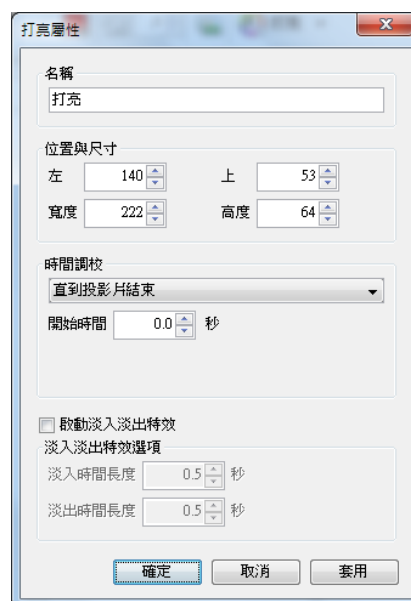 打亮屬性
名稱
打亮
位置與尺寸
左 140 上 53
寬度 222 高度 64
時間調校
直到投影片結束
開始時間 0.0 秒
啟動淡入淡出特效
淡入淡出特效選項
淡入時間長度 0.5 秒
淡出時間長度 0.5 秒
確定 取消 套用